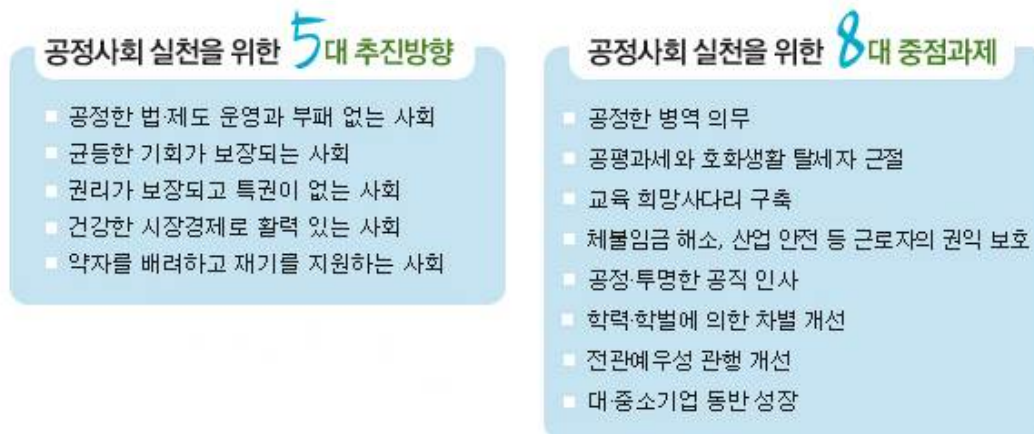 공정사회 실천을 위한 5대 추진방향
공정한 법·제도 운영과 부패 없는 사회
균등한 기회가 보장되는 사회
권리가 보장되고 특권이 없는 사회
건강한 시장경제로 활력 있는 사회
약자를 배려하고 재기를 지원하는 사회
공정사회 실천을 위한 8대 중점과제
공정한 병역 의무
공평과세와 호화생활 탈세자 근절
교육 희망사다리 구축
체불임금 해소, 산업 안전 등 근로자의 권익 보호
공정·투명한 공직 인사
학력·학벌에 의한 차별 개선
전관예우성 관행 개선
대·중소기업 동반 성장